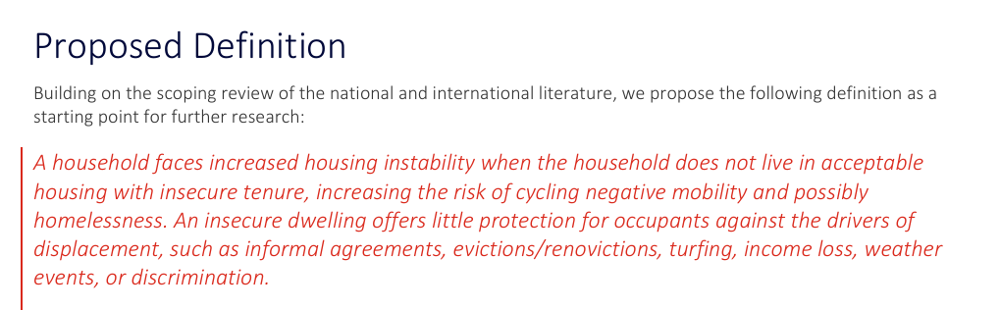 Proposed Definition
Building on the scoping review of the national and international literature, we propose the following definition as a
starting point for further research:
A household faces increased housing instability when the household does not live in acceptable
housing with insecure tenure, increasing the risk of cycling negative mobility and possibly
homelessness. An insecure dwelling offers little protection for occupants against the drivers of
displacement, such as informal agreements, evictions/renovictions, turfing, income loss, weather
events, or discrimination.